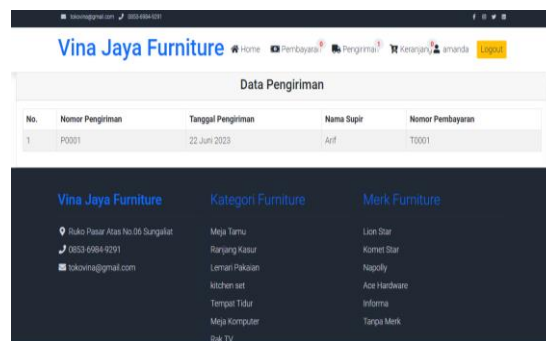 tokovina@gmail.com 0853-6984-9291
Vina Jaya Furniture Home Pembayaran 0 Pengiriman 1 Keranjang 0 amanda Logout
Data Pengiriman
No. Nomor Pengiriman Tanggal Pengiriman Nama Supir Nomor Pembayaran
1 P0001 22 Juni 2023 Arif T0001
Vina Jaya Furniture Kategori Furniture Merk Furniture
Ruko Pasar Atas No.06 Sungailiat Meja Tamu Lion Star
0853-6984-9291 Ranjang Kasur Komet Star
tokovina@gmail.com Lemari Pakaian Napolly
kitchen set Ace Hardware
Tempat Tidur Informa
Meja Komputer Tanpa Merk
Rak TV